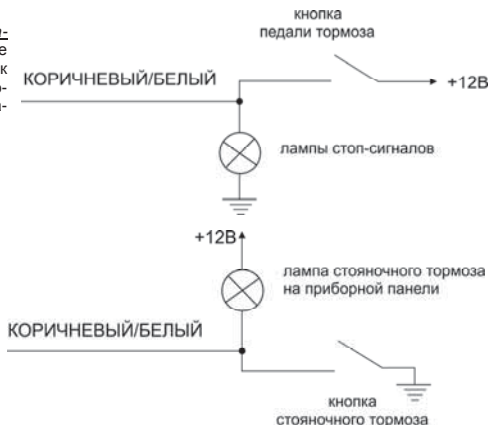 кнопка
педали тормоза
а-
е
к
о-
а-
КОРИЧНЕВЫЙ/БЕЛЫЙ
+12В
лампы стоп-сигналов
+12В
лампа стояночного тормоза
на приборной панели
КОРИЧНЕВЫЙ/БЕЛЫЙ
кнопка
стояночного тормоза